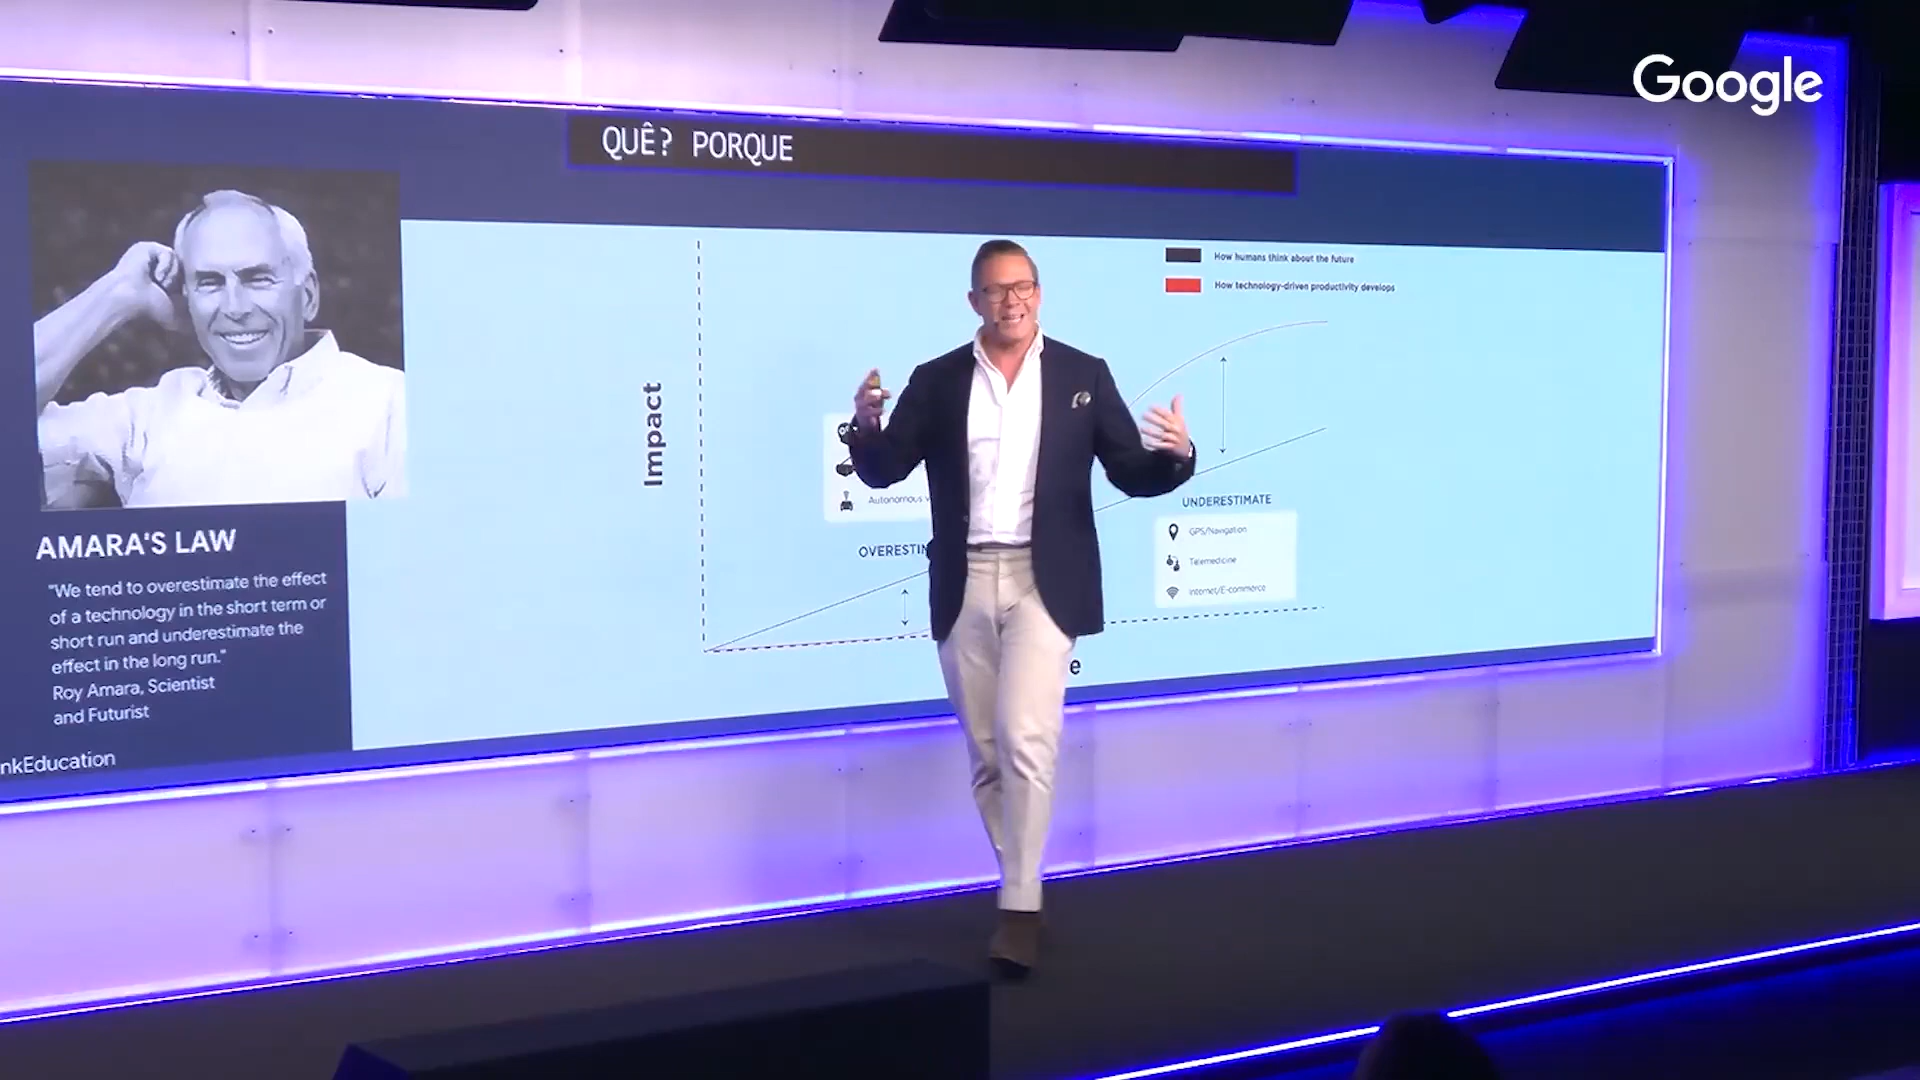 Google
QUÊ? PORQUE
How humans think about the future
How technology-driven productivity develops
Impact
Autonomous
UNDERESTIMATE
GPS/Navigation
Telemedicine
Internet/E-commerce
AMARA'S LAW
"We tend to overestimate the effect
of a technology in the short term or
short run and underestimate the
effect in the long run."
Roy Amara, Scientist
and Futurist